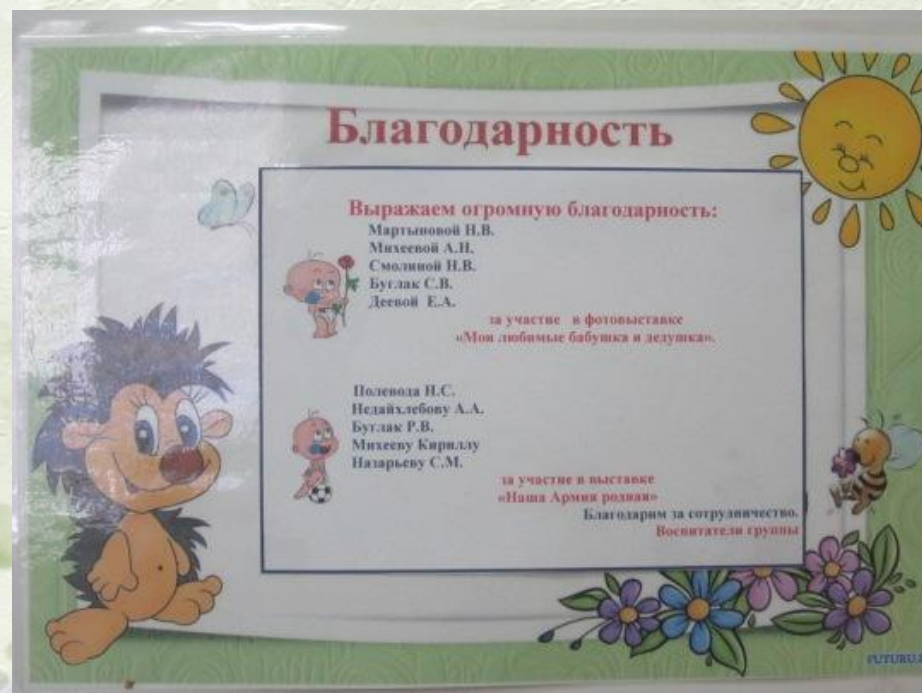 Благодарность
Выражаем огромную благодарность:
Мартыновой Н.В.
Михеевой А.Н.
Смолиной Н.В.
Буглак С.В.
Деевой Е.А.
за участие в фотовыставке
«Мои любимые бабушка и дедушка».
Полевода Н.С.
Недайхлебову А.А.
Буглак Р.В.
Михееву Кириллу
Назарьеву С.М.
за участие в выставке
«Наша Армия родная»
Благодарим за сотрудничество.
Воспитатели группы